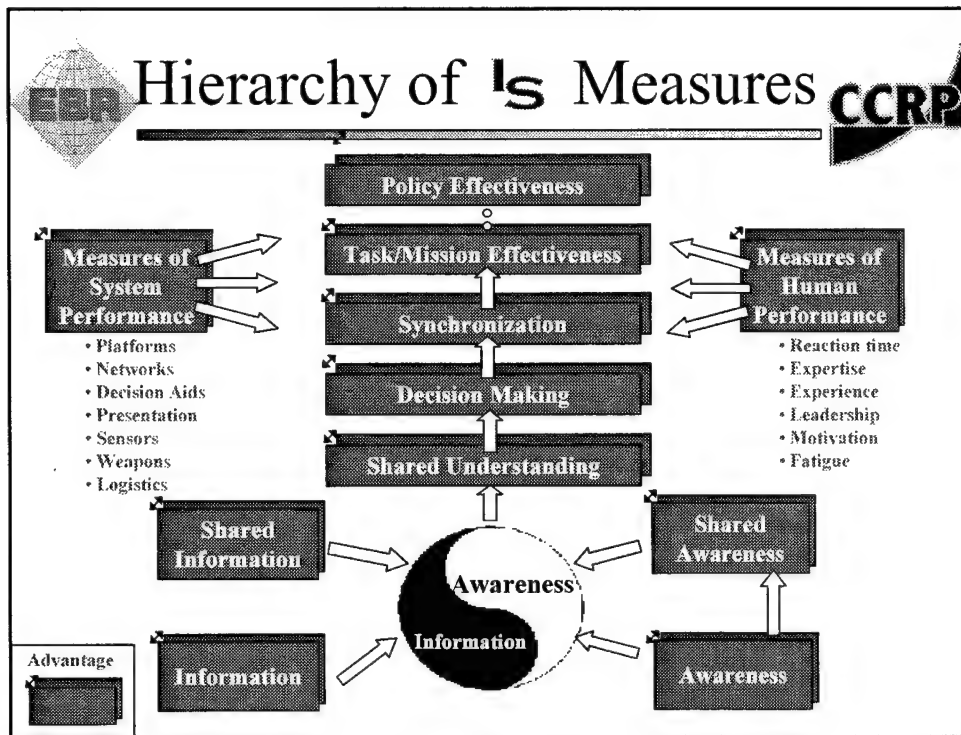 EBR
Hierarchy of IS Measures
CCRP
Policy Effectiveness
Measures of
System
Performance
• Platforms
• Networks
• Decision Aids
• Presentation
• Sensors
• Weapons
• Logistics
Task/Mission Effectiveness
Synchronization
Decision Making
Shared Understanding
Measures of
Human
Performance
• Reaction time
• Expertise
• Experience
• Leadership
• Motivation
• Fatigue
Shared
Information
Awareness
Information
Shared
Awareness
Information
Awareness
Advantage